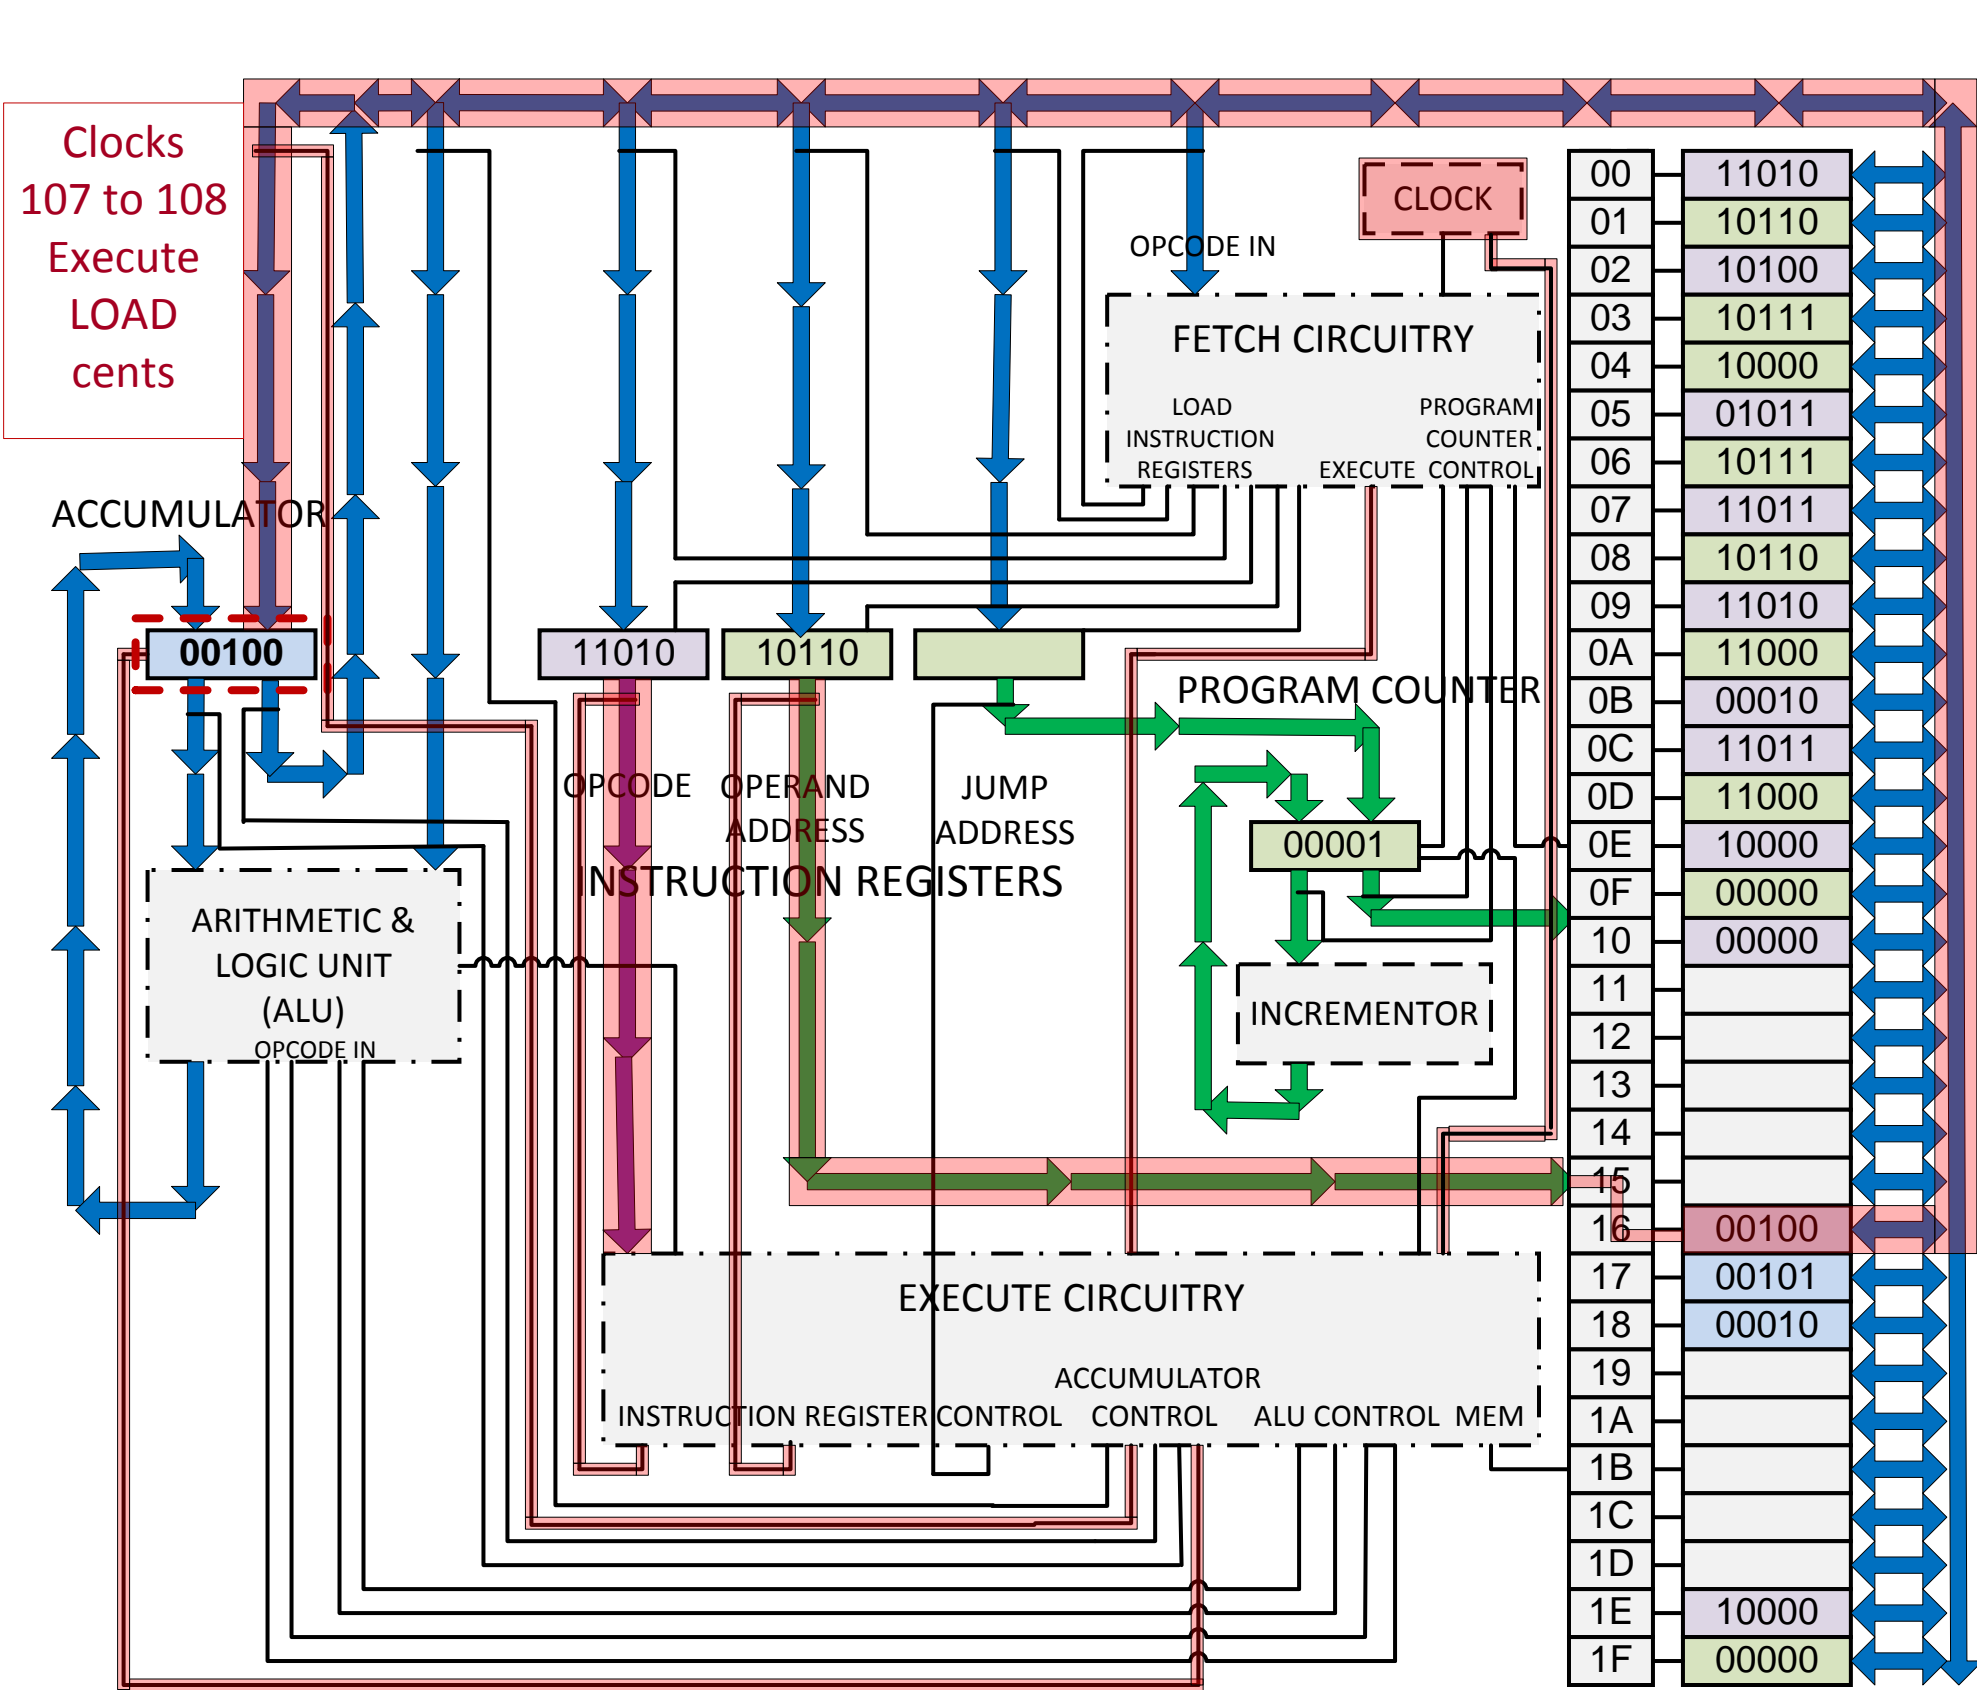 Clocks
107 to 108
Execute
LOAD
cents
CLOCK
OPCODE IN
FETCH CIRCUITRY
LOAD
INSTRUCTION
REGISTERS
EXECUTE
PROGRAM
COUNTER
CONTROL
ACCUMULATOR
00100
11010
10110
PROGRAM COUNTER
OPCODE
OPERAND
ADDRESS
JUMP
ADDRESS
INSTRUCTION REGISTERS
00001
INCREMENTOR
ARITHMETIC &
LOGIC UNIT
(ALU)
OPCODE IN
EXECUTE CIRCUITRY
INSTRUCTION REGISTER CONTROL
ACCUMULATOR
CONTROL
ALU CONTROL
MEM
00 11010
01 10110
02 10100
03 10111
04 10000
05 01011
06 10111
07 11011
08 10110
09 11010
0A 11000
0B 00010
0C 11011
0D 11000
0E 10000
0F 00000
10 00000
11
12
13
14
15
16 00100
17 00101
18 00010
19
1A
1B
1C
1D
1E 10000
1F 00000